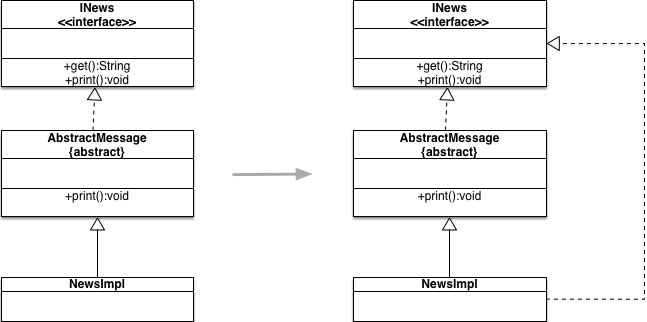 INews
<<interface>>
+get():String
+print():void
AbstractMessage
{abstract}
+print():void
NewsImpl
INews
<<interface>>
+get():String
+print():void
AbstractMessage
{abstract}
+print():void
NewsImpl